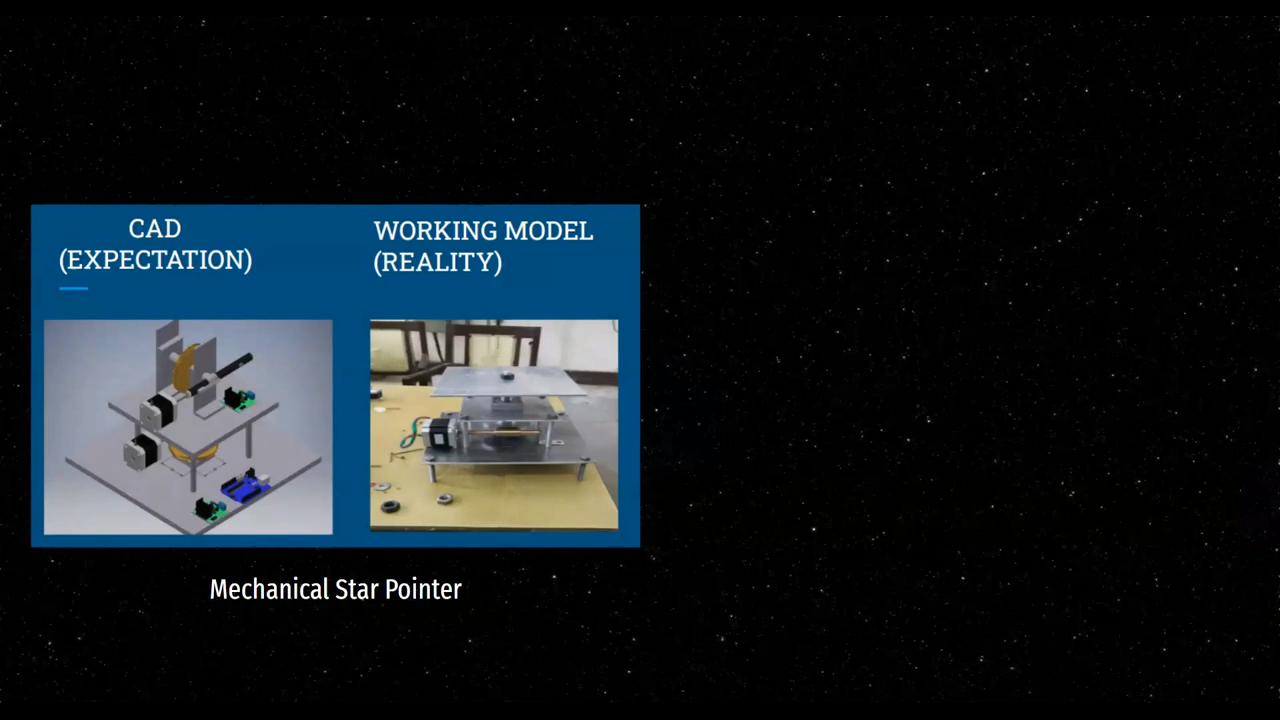 CAD
(EXPECTATION)
WORKING MODEL
(REALITY)
Mechanical Star Pointer